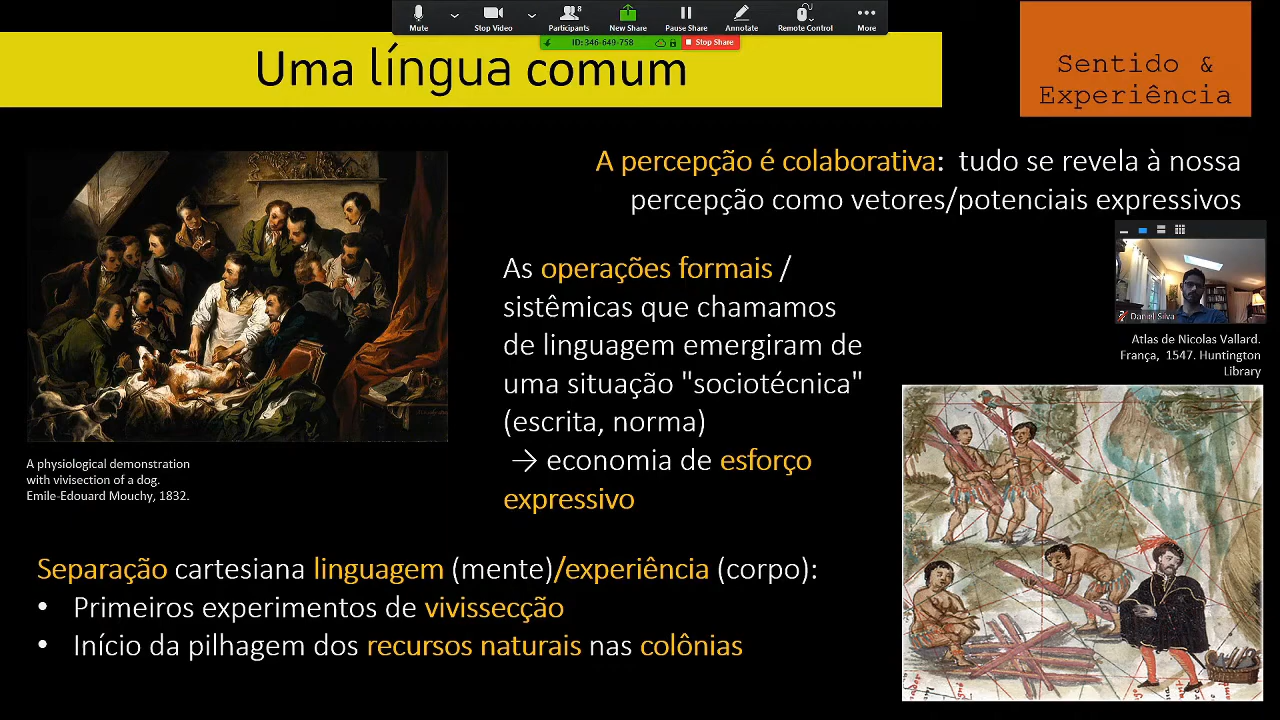 Mute
Stop Video
8
Participants
New Share
Pause Share
Annotate
Remote Control
More
ID: 346-649-758
Stop Share
Uma língua comum
Sentido &
Experiência
A percepção é colaborativa: tudo se revela à nossa
percepção como vetores/potenciais expressivos
As operações formais /
sistêmicas que chamamos
de linguagem emergiram de
uma situação "sociotécnica"
(escrita, norma)
→ economia de esforço
expressivo
Daniel Silva
Atlas de Nicolas Vallard.
França, 1547. Huntington
Library
A physiological demonstration
with vivisection of a dog.
Emile-Edouard Mouchy, 1832.
Separação cartesiana linguagem (mente)/experiência (corpo):
• Primeiros experimentos de vivissecção
• Início da pilhagem dos recursos naturais nas colônias